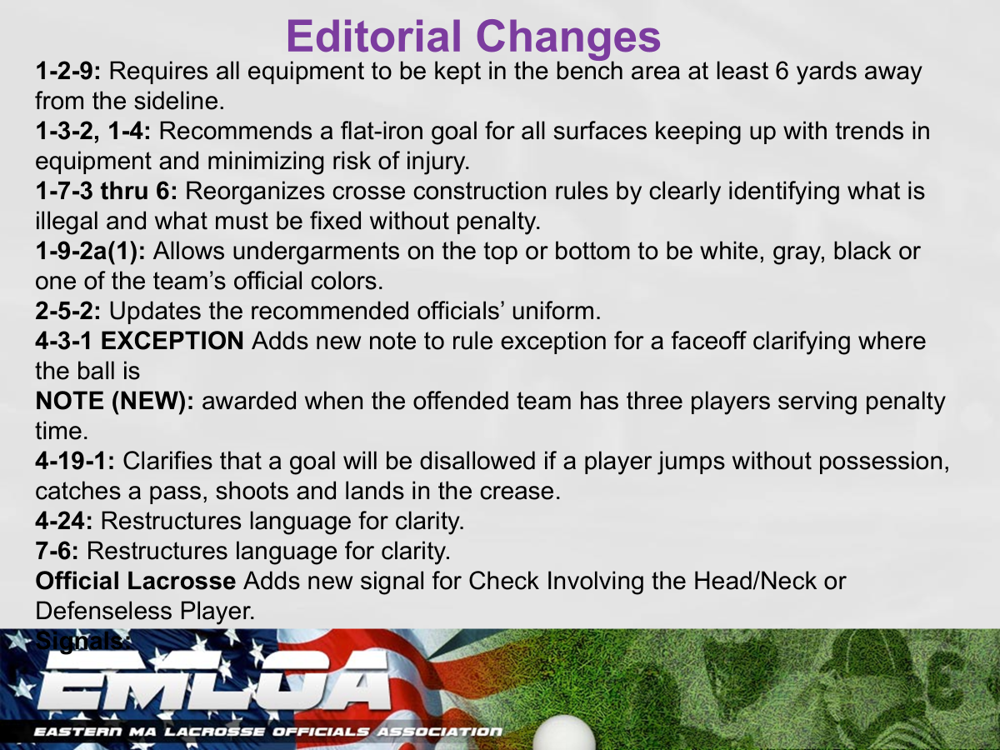 Editorial Changes
1-2-9: Requires all equipment to be kept in the bench area at least 6 yards away
from the sideline.
1-3-2, 1-4: Recommends a flat-iron goal for all surfaces keeping up with trends in
equipment and minimizing risk of injury.
1-7-3 thru 6: Reorganizes crosse construction rules by clearly identifying what is
illegal and what must be fixed without penalty.
1-9-2a(1): Allows undergarments on the top or bottom to be white, gray, black or
one of the team’s official colors.
2-5-2: Updates the recommended officials’ uniform.
4-3-1 EXCEPTION Adds new note to rule exception for a faceoff clarifying where
the ball is
NOTE (NEW): awarded when the offended team has three players serving penalty
time.
4-19-1: Clarifies that a goal will be disallowed if a player jumps without possession,
catches a pass, shoots and lands in the crease.
4-24: Restructures language for clarity.
7-6: Restructures language for clarity.
Official Lacrosse Adds new signal for Check Involving the Head/Neck or
Defenseless Player.
Signals:
EMLOA
EASTERN MA LACROSSE OFFICIALS ASSOCIATION